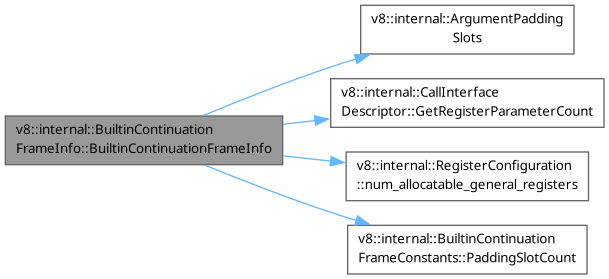 v8::internal::ArgumentPadding
Slots
v8::internal::CallInterface
Descriptor::GetRegisterParameterCount
v8::internal::BuiltinContinuation
FrameInfo::BuiltinContinuationFrameInfo
v8::internal::RegisterConfiguration
::num_allocatable_general_registers
v8::internal::BuiltinContinuation
FrameConstants::PaddingSlotCount